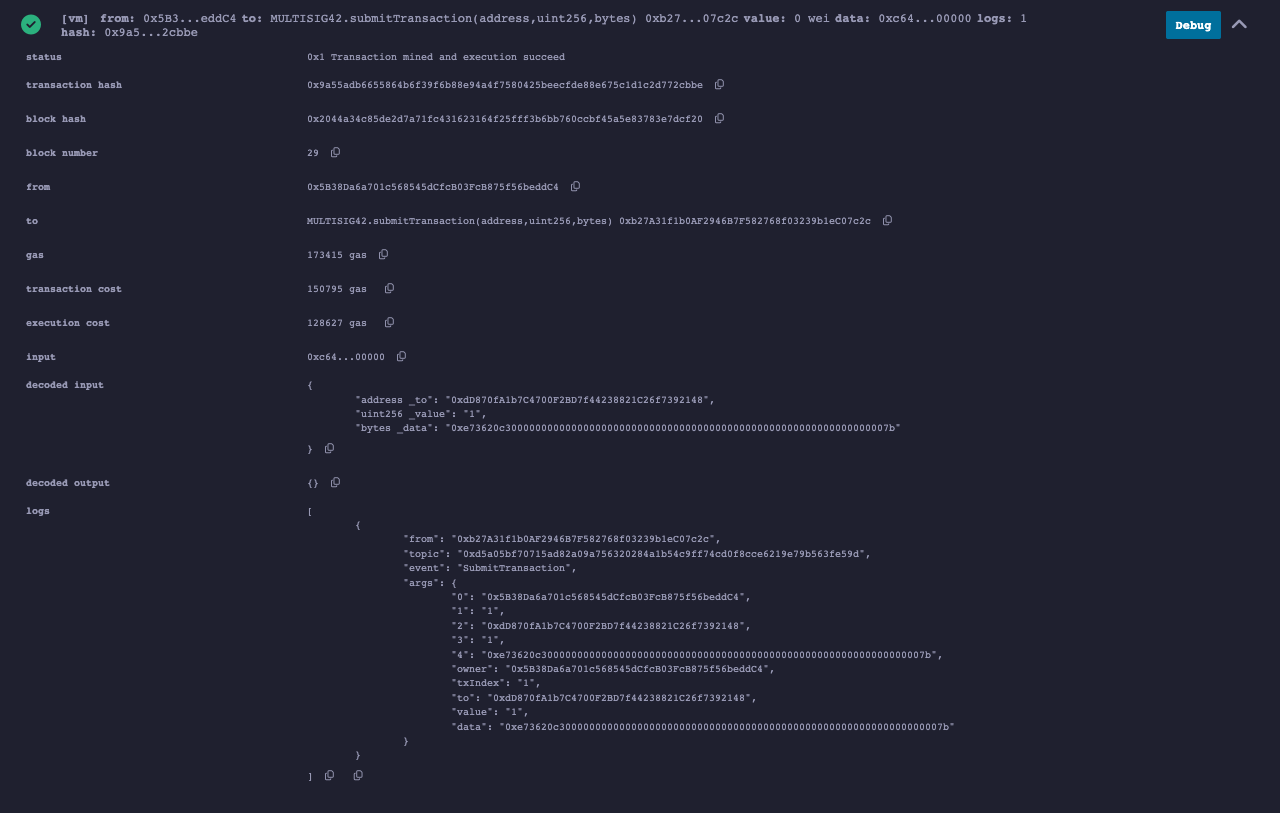 [vm] from: 0x5B3...eddC4 to: MULTISIG42.submitTransaction(address,uint256,bytes) 0xb27...07c2c value: 0 wei data: 0xc64...00000 logs: 1
hash: 0x9a5...2cbbe
Debug
status 0x1 Transaction mined and execution succeed
transaction hash 0x9a55adb6655864b6f39f6b88e94a4f7580425beecfde88e675c1d1c2d772cbbe
block hash 0x2044a34c85de2d7a71fc431623164f25fff3b6bb760ccbf45a5e83783e7dcf20
block number 29
from 0x5B38Da6a701c568545dCfcB03FcB875f56beddC4
to MULTISIG42.submitTransaction(address,uint256,bytes) 0xb27A31f1b0AF2946B7F582768f03239b1eC07c2c
gas 173415 gas
transaction cost 150795 gas
execution cost 128627 gas
input 0xc64...00000
decoded input {
"address _to": "0xdD870fA1b7C4700F2BD7f44238821C26f7392148",
"uint256 _value": "1",
"bytes _data": "0xe73620c3000000000000000000000000000000000000000000000000000000000000007b"
}
decoded output {}
logs [
{
"from": "0xb27A31f1b0AF2946B7F582768f03239b1eC07c2c",
"topic": "0xd5a05bf70715ad82a09a756320284a1b54c9ff74cd0f8cce6219e79b563fe59d",
"event": "SubmitTransaction",
"args": {
"0": "0x5B38Da6a701c568545dCfcB03FcB875f56beddC4",
"1": "1",
"2": "0xdD870fA1b7C4700F2BD7f44238821C26f7392148",
"3": "1",
"4": "0xe73620c3000000000000000000000000000000000000000000000000000000000000007b",
"owner": "0x5B38Da6a701c568545dCfcB03FcB875f56beddC4",
"txIndex": "1",
"to": "0xdD870fA1b7C4700F2BD7f44238821C26f7392148",
"value": "1",
"data": "0xe73620c3000000000000000000000000000000000000000000000000000000000000007b"
}
}
]